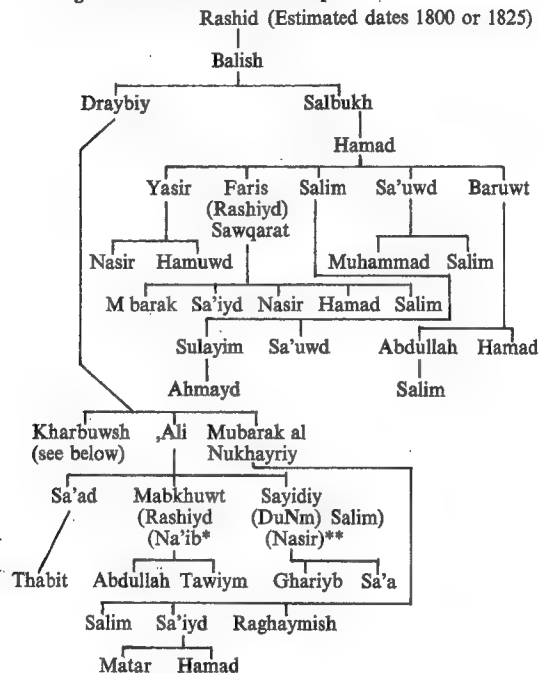 Rashid (Estimated dates 1800 or 1825)
Balish
Draybiy Salbukh
Hamad
Yasir Faris Salim Sa'uwd Baruwt
(Rashiyd)
Sawqarat
Nasir Hamuwd Muhammad Salim
M barak Sa'iyd Nasir Hamad Salim
Sulayim Sa'uwd Abdullah Hamad
Ahmayd Salim
Kharbuwsh ,Ali Mubarak al
(see below) Nukhayriy
Sa'ad Mabkhuwt Sayidiy
(Rashiyd (DuNm) Salim)
(Na'ib* (Nasir)**
Thabit Abdullah Tawiym Ghariyb Sa'a
Salim Sa'iyd Raghaymish
Matar Hamad